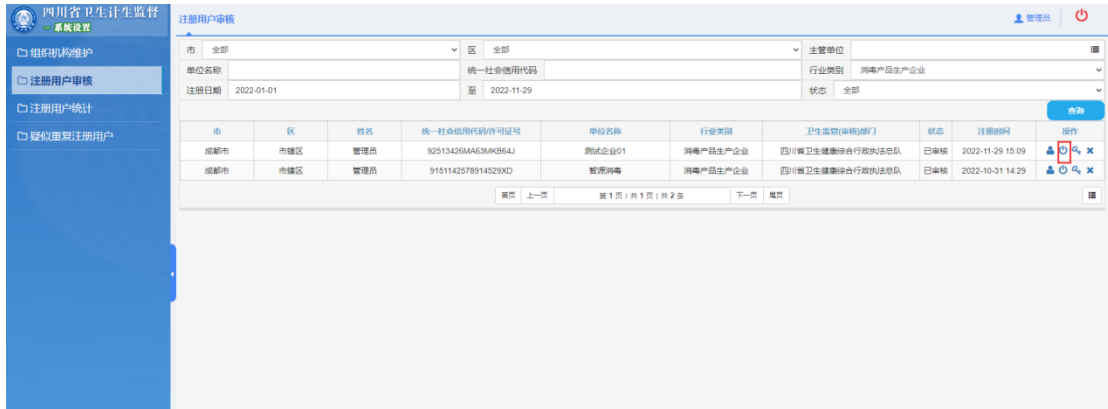 四川省卫生计生监督
– 系统设置
注册用户审核
管理员
组织机构维护
注册用户审核
注册用户统计
疑似重复注册用户
市 全部 区 全部 主管单位
单位名称 统一社会信用代码 行业类别 消毒产品生产企业
注册日期 2022-01-01 至 2022-11-29 状态 全部
查询
市 区 姓名 统一社会信用代码/许可证号 单位名称 行业类别 卫生监管(审核)部门 状态 注册时间 操作
成都市 市辖区 管理员 92513426MA63MKB64J 测试企业01 消毒产品生产企业 四川省卫生健康综合行政执法总队 已审核 2022-11-29 15:09
成都市 市辖区 管理员 9151142578914529XD 智源消毒 消毒产品生产企业 四川省卫生健康综合行政执法总队 已审核 2022-10-31 14:29
首页 上一页 第 1 页 / 共 1 页 | 共 2 条 下一页 尾页